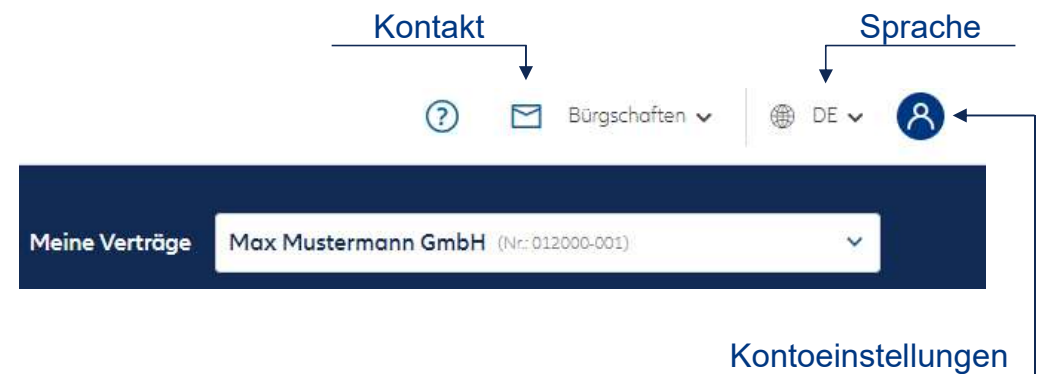 Kontakt Sprache
? Bürgschaften DE
Meine Verträge Max Mustermann GmbH (Nr.: 012000-001)
Kontoeinstellungen